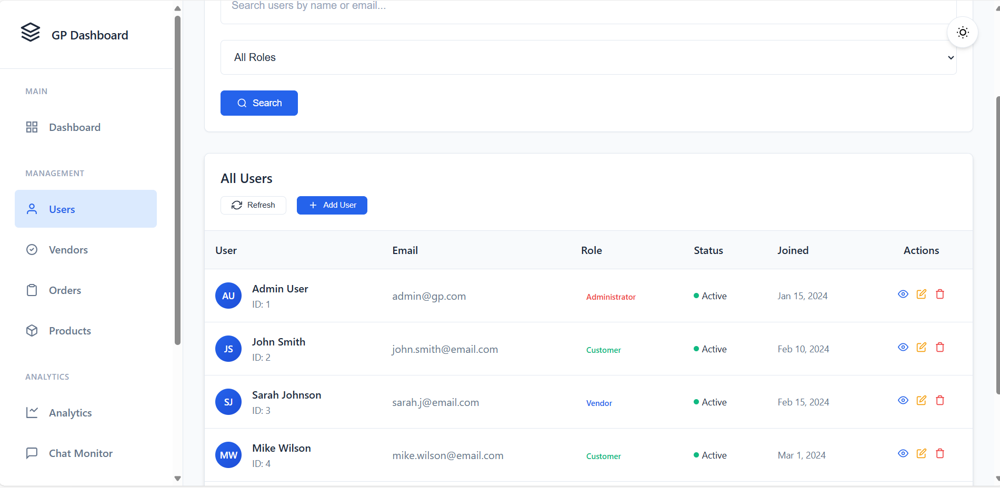 GP Dashboard
MAIN
Dashboard
MANAGEMENT
Users
Vendors
Orders
Products
ANALYTICS
Analytics
Chat Monitor
Search users by name or email...
All Roles
Search
All Users
Refresh
Add User
User Email Role Status Joined Actions
AU Admin User admin@gp.com Administrator Active Jan 15, 2024
ID: 1
JS John Smith john.smith@email.com Customer Active Feb 10, 2024
ID: 2
SJ Sarah Johnson sarah.j@email.com Vendor Active Feb 15, 2024
ID: 3
MW Mike Wilson mike.wilson@email.com Customer Active Mar 1, 2024
ID: 4